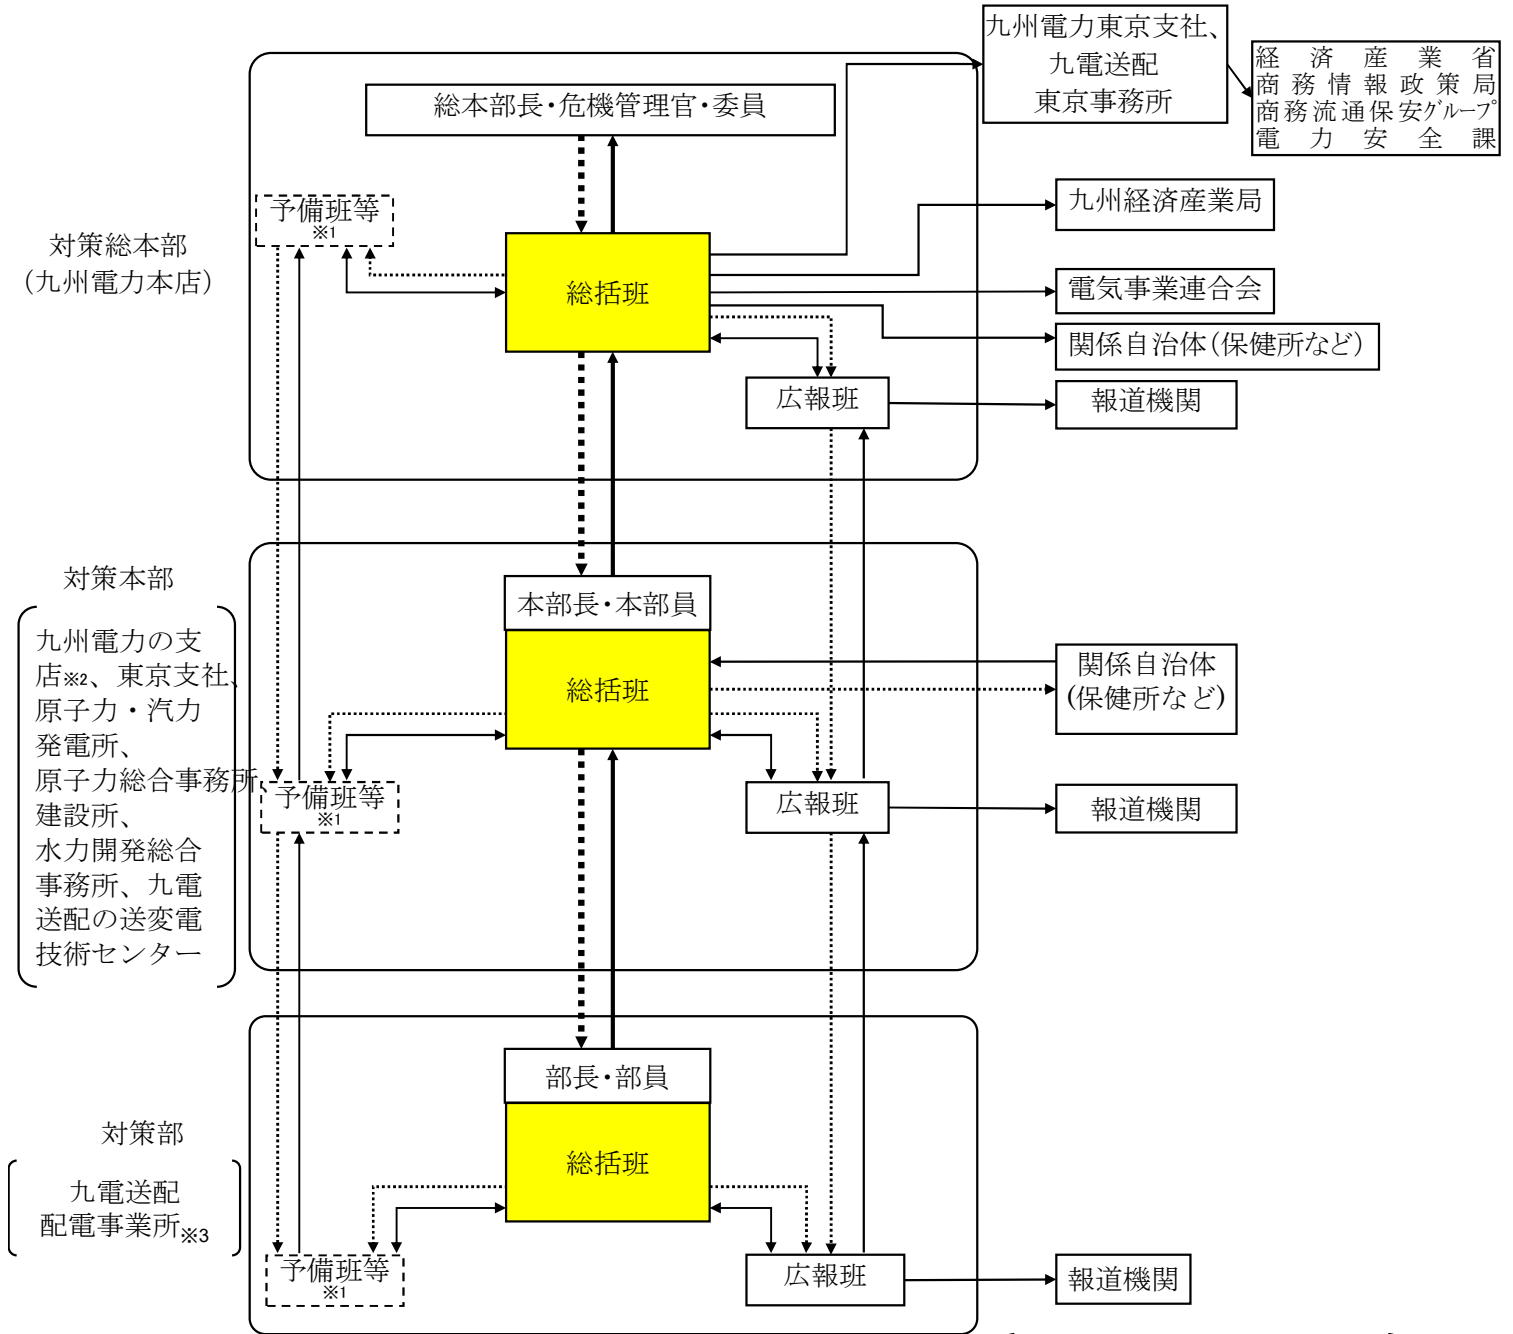 九州電力東京支社、
九電送配
東京事務所
経済産業省
商務情報政策局
商務流通保安グループ
電力安全課
総本部長・危機管理官・委員
予備班等
※1
九州経済産業局
対策総本部
（九州電力本店）
総括班
電気事業連合会
関係自治体（保健所など）
広報班
報道機関
対策本部
本部長・本部員
九州電力の支
店※2、東京支社、
原子力・汽力
発電所、
原子力総合事務所、
建設所、
水力開発総合
事務所、九電
送配の送変電
技術センター
総括班
関係自治体
(保健所など)
予備班等
※1
広報班
報道機関
部長・部員
対策部
九電送配
配電事業所※3
総括班
予備班等
※1
広報班
報道機関